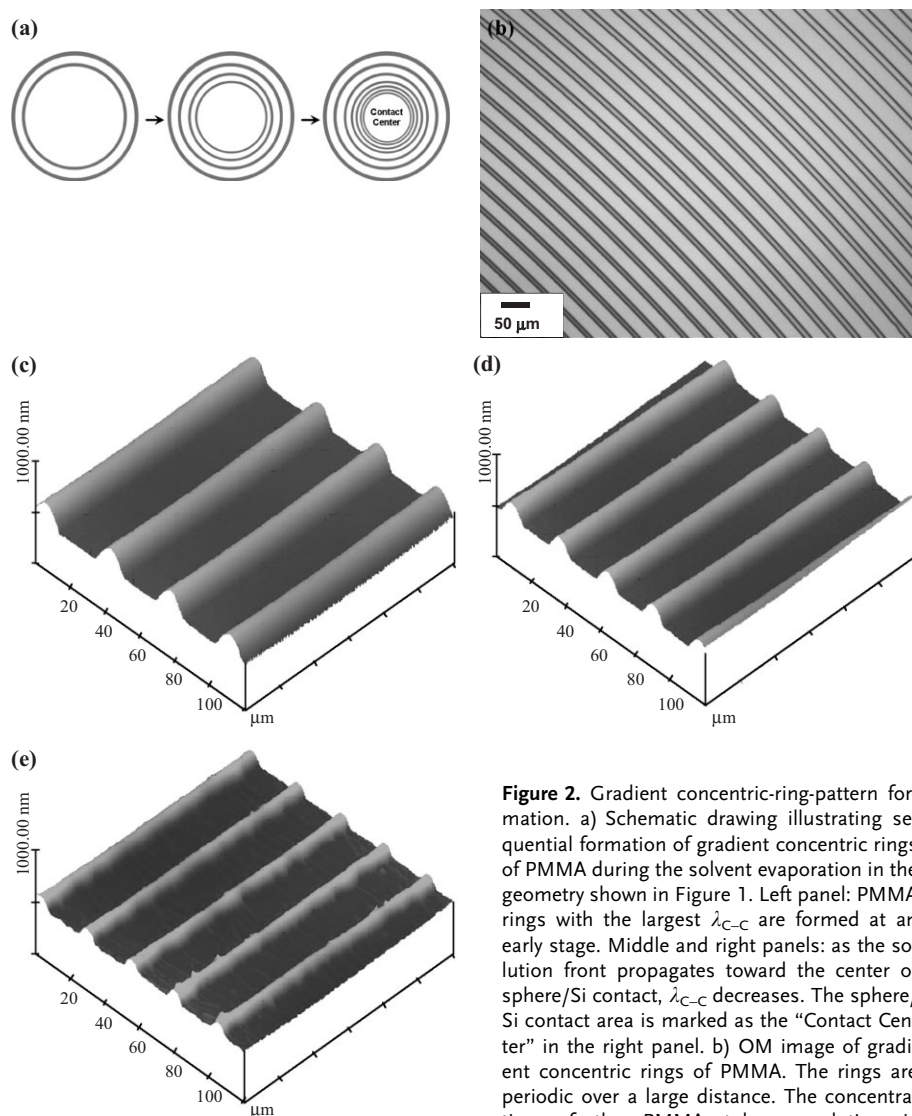 (a)
Contact
Center
(b)
50 μm
(c)
1000.00 nm
20
40
60
80
100
μm
(d)
1000.00 nm
20
40
60
80
100
μm
(e)
1000.00 nm
20
40
60
80
100
μm
Figure 2. Gradient concentric-ring-pattern for
mation. a) Schematic drawing illustrating se
quential formation of gradient concentric rings
of PMMA during the solvent evaporation in the
geometry shown in Figure 1. Left panel: PMMA
rings with the largest λC–C are formed at an
early stage. Middle and right panels: as the so
lution front propagates toward the center o
sphere/Si contact, λC–C decreases. The sphere/
Si contact area is marked as the “Contact Cen
ter” in the right panel. b) OM image of gradi
ent concentric rings of PMMA. The rings are
periodic over a large distance. The concentra